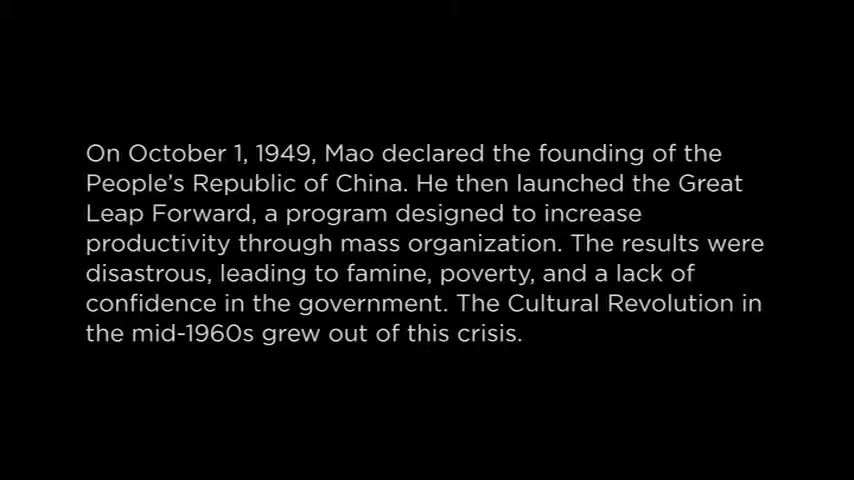 On October 1, 1949, Mao declared the founding of the
People’s Republic of China. He then launched the Great
Leap Forward, a program designed to increase
productivity through mass organization. The results were
disastrous, leading to famine, poverty, and a lack of
confidence in the government. The Cultural Revolution in
the mid-1960s grew out of this crisis.